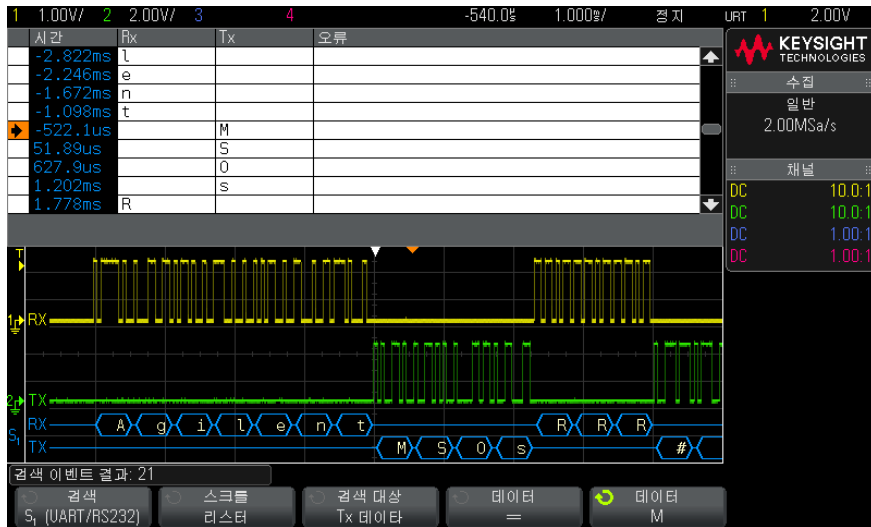 1 1.00V/ 2 2.00V/ 3 4 -540.0㎲ 1.000㎳/ 정지 URT 1 2.00V
시간 Rx Tx 오류
-2.822ms l
-2.246ms e
-1.672ms n
-1.098ms t
-522.1us M
51.89us S
627.9us O
1.202ms s
1.778ms R
KEYSIGHT
TECHNOLOGIES
수집
일반
2.00MSa/s
채널
DC 10.0:1
DC 10.0:1
DC 1.00:1
DC 1.00:1
T
1 RX
2 TX
S1 RX A g i l e n t R R R
TX M S O s #
검색 이벤트 결과: 21
검색 스크롤 검색 대상 데이터 데이터
S1 (UART/RS232) 리스터 Tx 데이타 = M